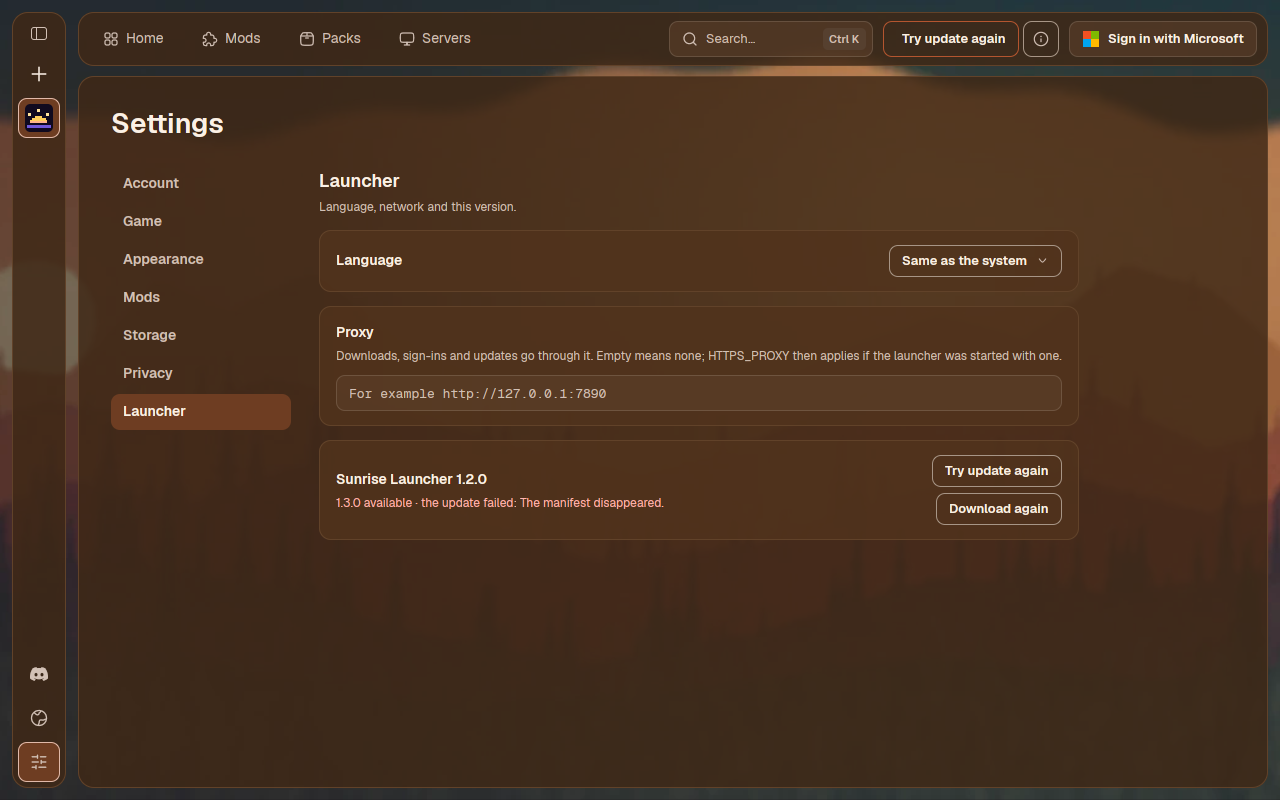 Home
Mods
Packs
Servers
Search...
Ctrl K
Try update again
Sign in with Microsoft
Settings
Account
Game
Appearance
Mods
Storage
Privacy
Launcher
Launcher
Language, network and this version.
Language
Same as the system
Proxy
Downloads, sign-ins and updates go through it. Empty means none; HTTPS_PROXY then applies if the launcher was started with one.
For example http://127.0.0.1:7890
Sunrise Launcher 1.2.0
1.3.0 available · the update failed: The manifest disappeared.
Try update again
Download again